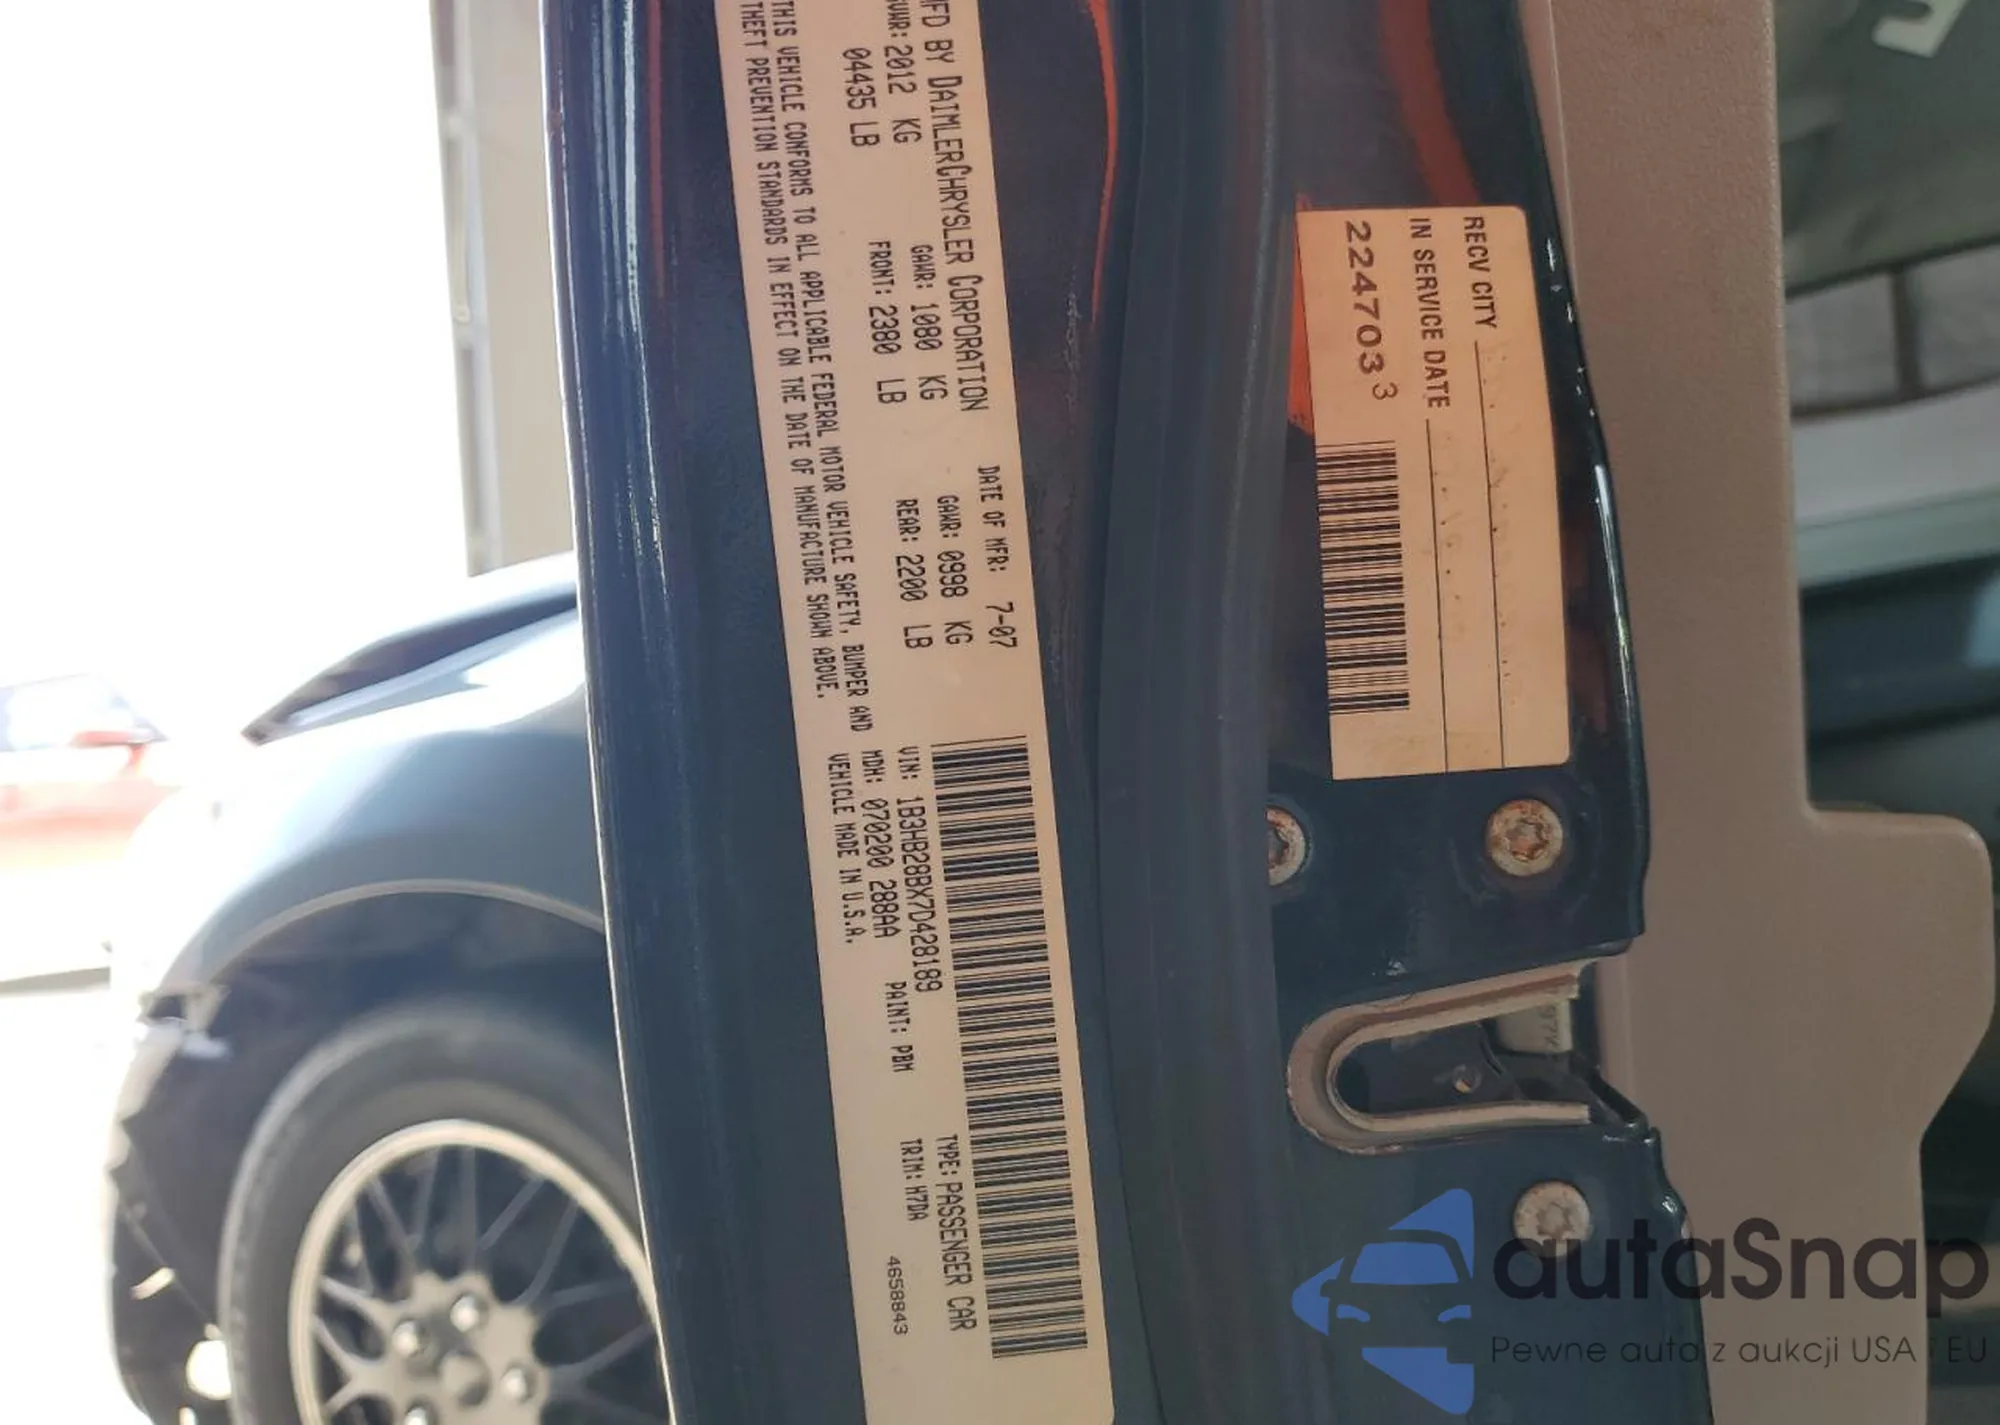 MFD BY DAIMLERCHRYSLER CORPORATION DATE OF MFR: 7-07
GVWR: 2012 KG GAWR: 1080 KG GAWR: 0998 KG
04435 LB FRONT: 2380 LB REAR: 2200 LB
THIS VEHICLE CONFORMS TO ALL APPLICABLE FEDERAL MOTOR VEHICLE SAFETY, BUMPER AND
THEFT PREVENTION STANDARDS IN EFFECT ON THE DATE OF MANUFACTURE SHOWN ABOVE.
VIN: 1B3HB28BX7D428189 TYPE: PASSENGER CAR
MDH: 070200 288AA PAINT: PBM TRIM: H7DA
VEHICLE MADE IN U.S.A. 4658843
RECV CITY
IN SERVICE DATE
2247033
autaSnap
Pewne auta z aukcji USA i EU